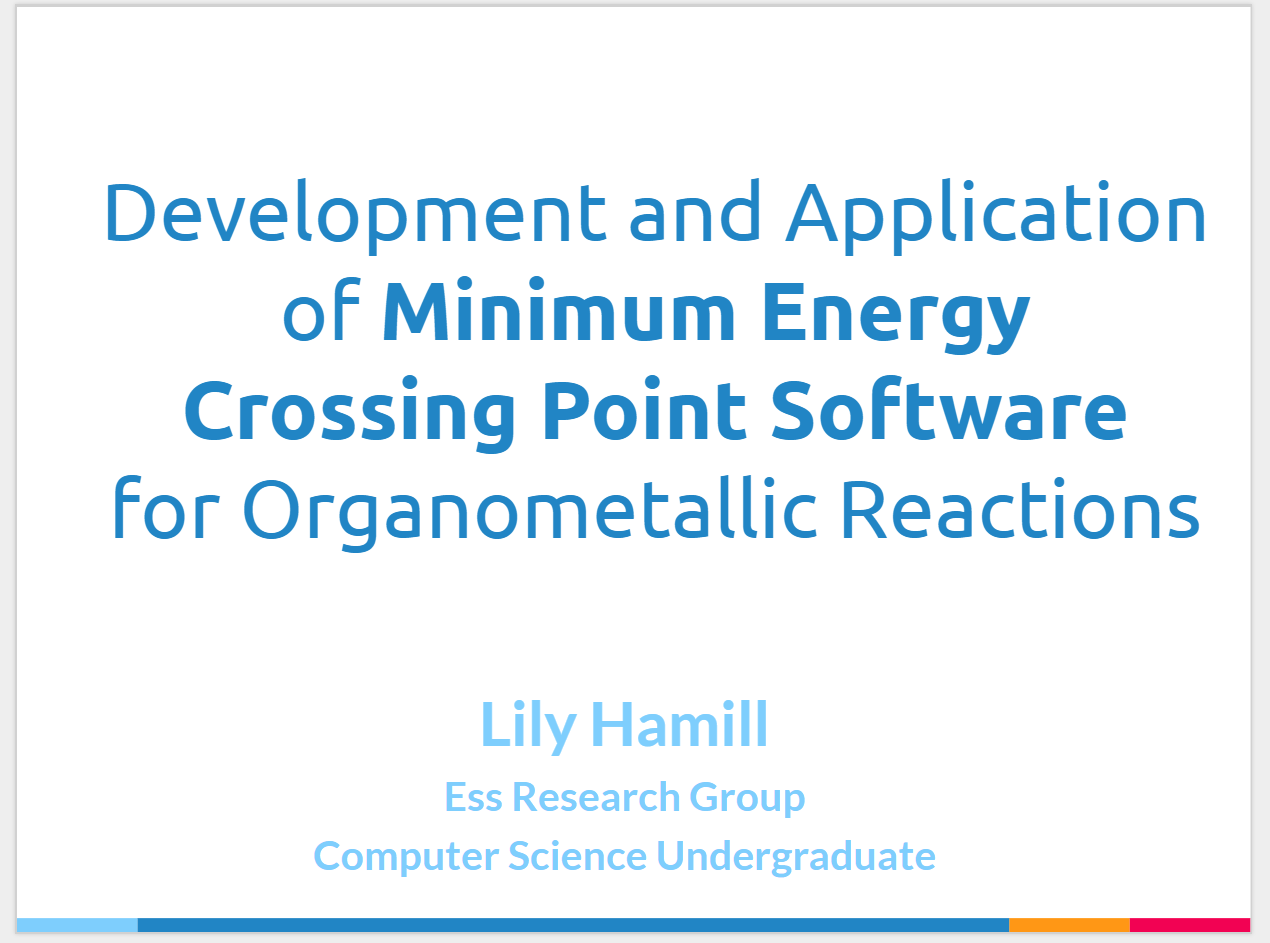 Development and Application
of Minimum Energy
Crossing Point Software
for Organometallic Reactions
Lily Hamill
Ess Research Group
Computer Science Undergraduate